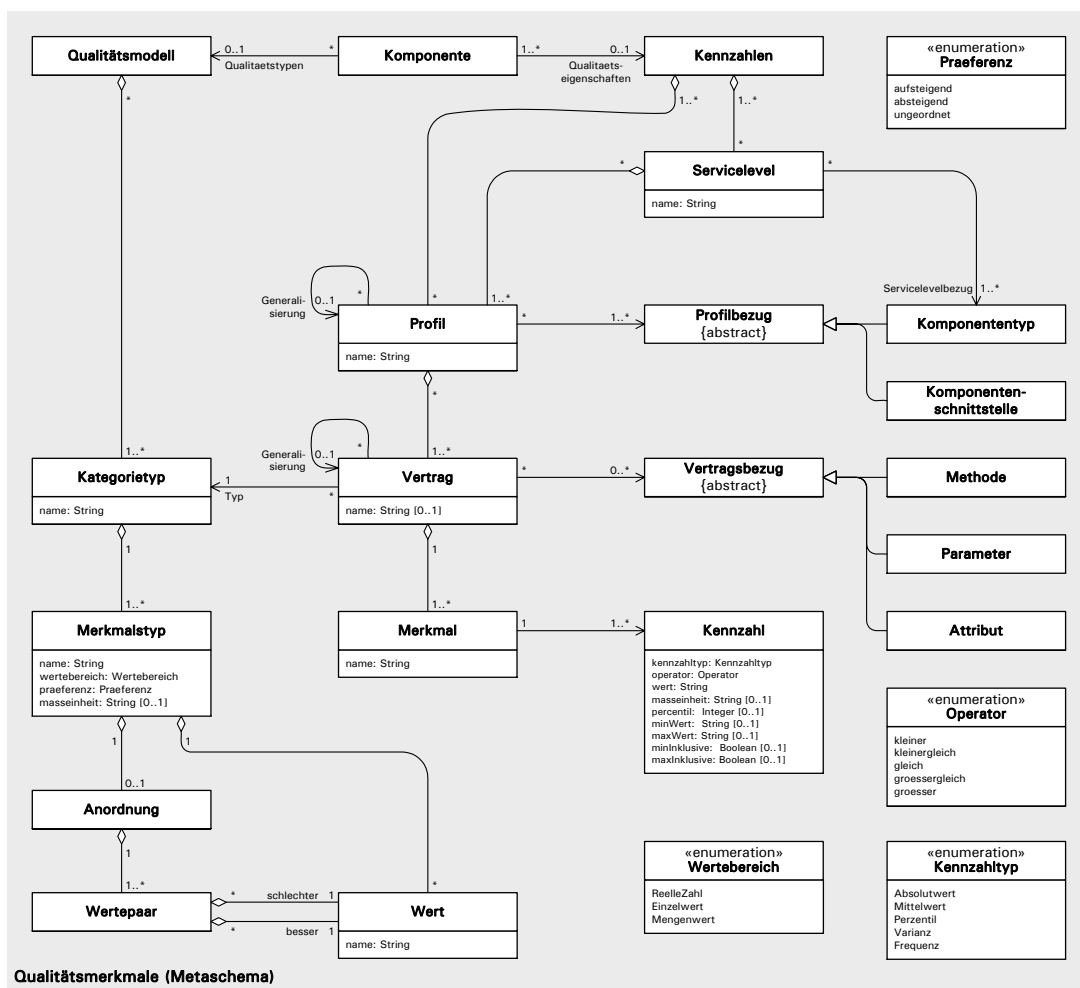 Qualitätsmodell
0..1
*
Qualitaetstypen
*
Komponente
1..*
0..1
Qualitaets-
eigenschaften
Kennzahlen
1..*
1..*
«enumeration»
Praeferenz
aufsteigend
absteigend
ungeordnet
*
*
Servicelevel
*
name: String
Servicelevelbezug
1..*
Generali-
sierung
0..1
*
*
1..*
Profil
name: String
*
1..*
Profilbezug
{abstract}
Komponententyp
*
Komponenten-
schnittstelle
1..*
Kategorietyp
name: String
1
Typ
*
Generali-
sierung
0..1
*
1..*
Vertrag
name: String [0..1]
*
0..*
Vertragsbezug
{abstract}
Methode
1
1
Parameter
1..*
Merkmalstyp
name: String
wertebereich: Wertebereich
praeferenz: Praeferenz
masseinheit: String [0..1]
1..*
Merkmal
name: String
1
1..*
Kennzahl
kennzahltyp: Kennzahltyp
operator: Operator
wert: String
masseinheit: String [0..1]
percentil: Integer [0..1]
minWert: String [0..1]
maxWert: String [0..1]
minInklusive: Boolean [0..1]
maxInklusive: Boolean [0..1]
Attribut
«enumeration»
Operator
kleiner
kleinergleich
gleich
groessergleich
groesser
1
1
0..1
Anordnung
1
1..*
Wertepaar
*
schlechter
1
*
besser
1
*
Wert
name: String
«enumeration»
Wertebereich
ReelleZahl
Einzelwert
Mengenwert
«enumeration»
Kennzahltyp
Absolutwert
Mittelwert
Perzentil
Varianz
Frequenz
Qualitätsmerkmale (Metaschema)